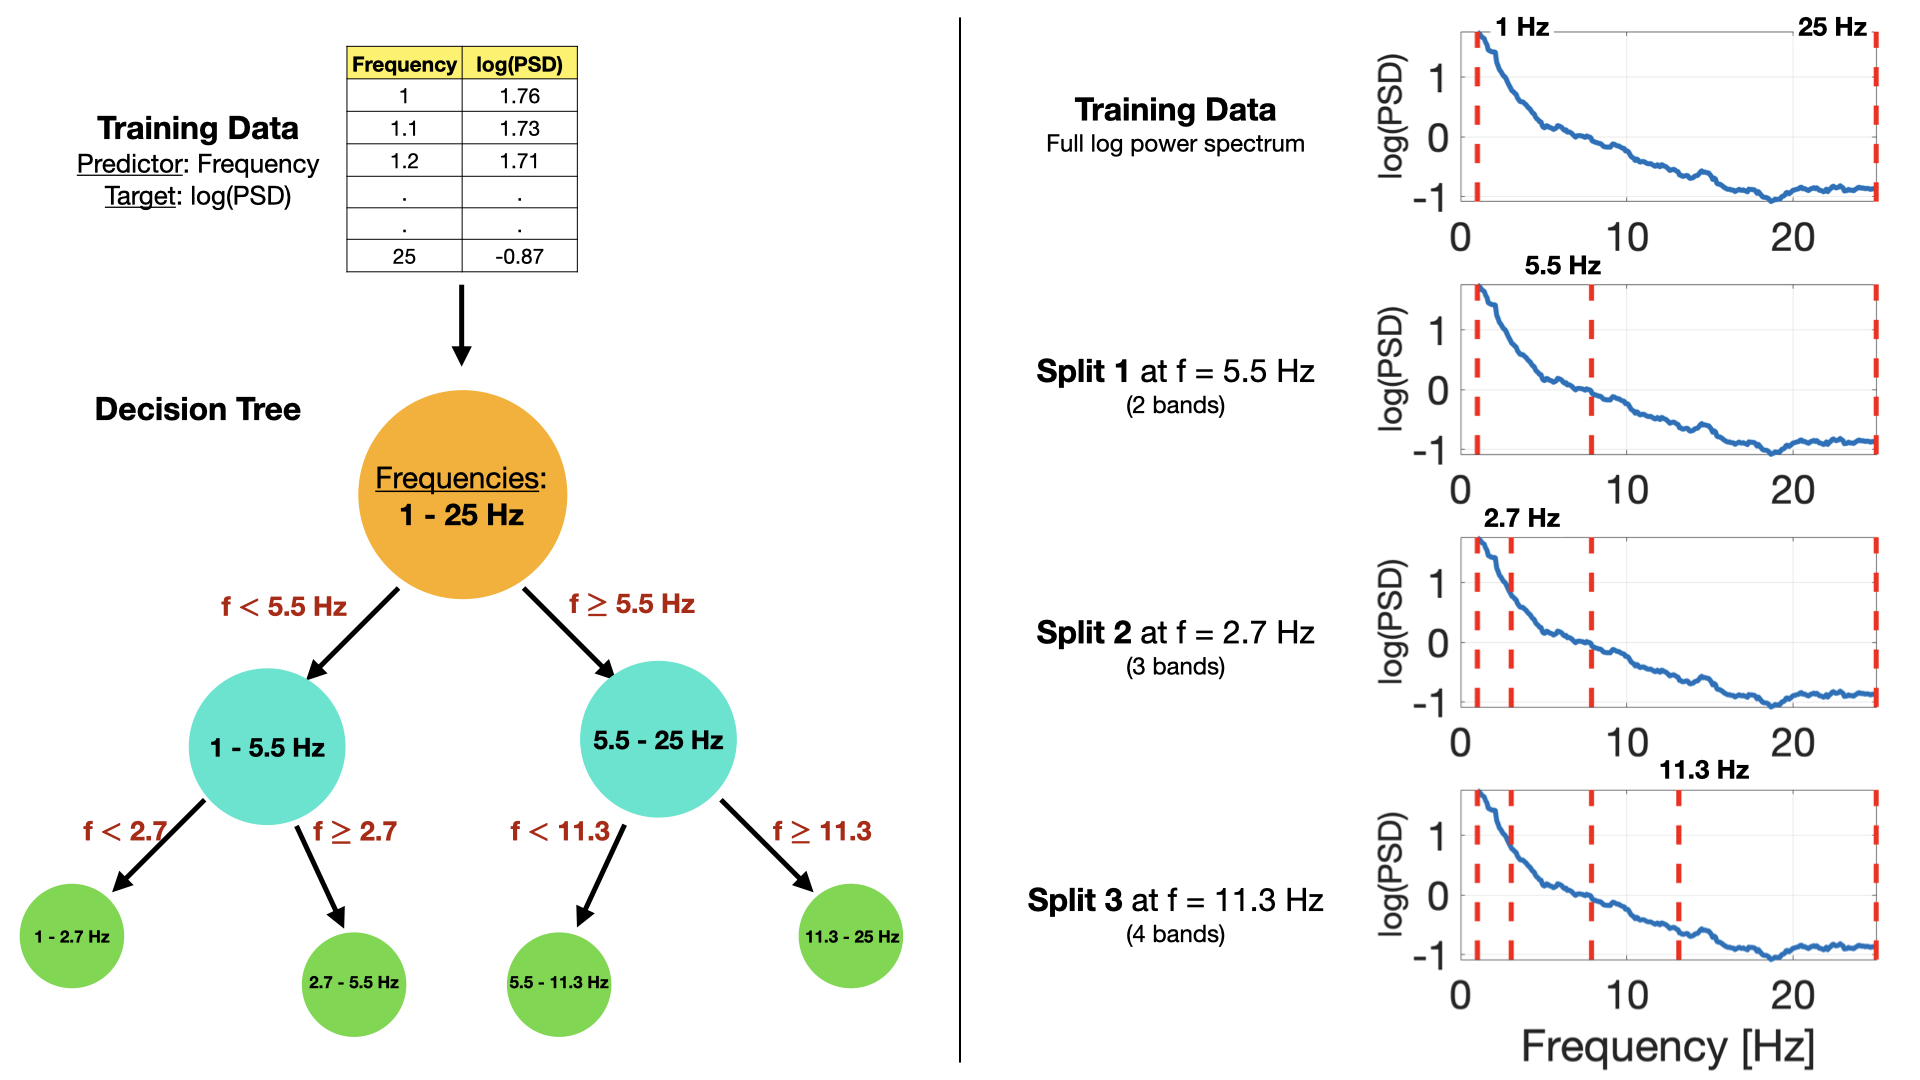 Frequency log(PSD)
1 1.76
1.1 1.73
1.2 1.71
. .
. .
25 -0.87
Training Data
Predictor: Frequency
Target: log(PSD)
Decision Tree
Frequencies:
1 - 25 Hz
f < 5.5 Hz
f ≥ 5.5 Hz
1 - 5.5 Hz
5.5 - 25 Hz
f < 2.7
f ≥ 2.7
f < 11.3
f ≥ 11.3
1 - 2.7 Hz
2.7 - 5.5 Hz
5.5 - 11.3 Hz
11.3 - 25 Hz
Training Data
Full log power spectrum
1 Hz
25 Hz
log(PSD)
1
0
-1
0 10 20
Split 1 at f = 5.5 Hz
(2 bands)
5.5 Hz
log(PSD)
1
0
-1
0 10 20
Split 2 at f = 2.7 Hz
(3 bands)
2.7 Hz
log(PSD)
1
0
-1
0 10 20
Split 3 at f = 11.3 Hz
(4 bands)
11.3 Hz
log(PSD)
1
0
-1
0 10 20
Frequency [Hz]